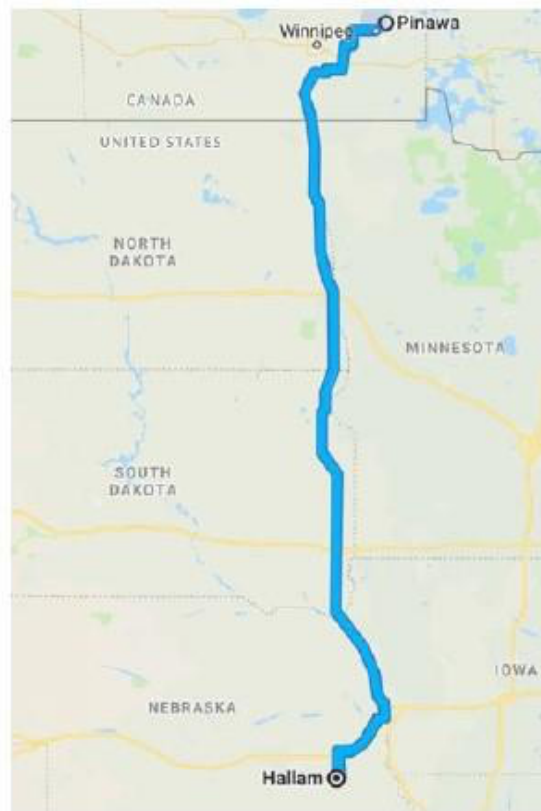 Pinawa
Winnipeg
CANADA
UNITED STATES
NORTH
DAKOTA
MINNESOTA
SOUTH
DAKOTA
IOWA
NEBRASKA
Hallam